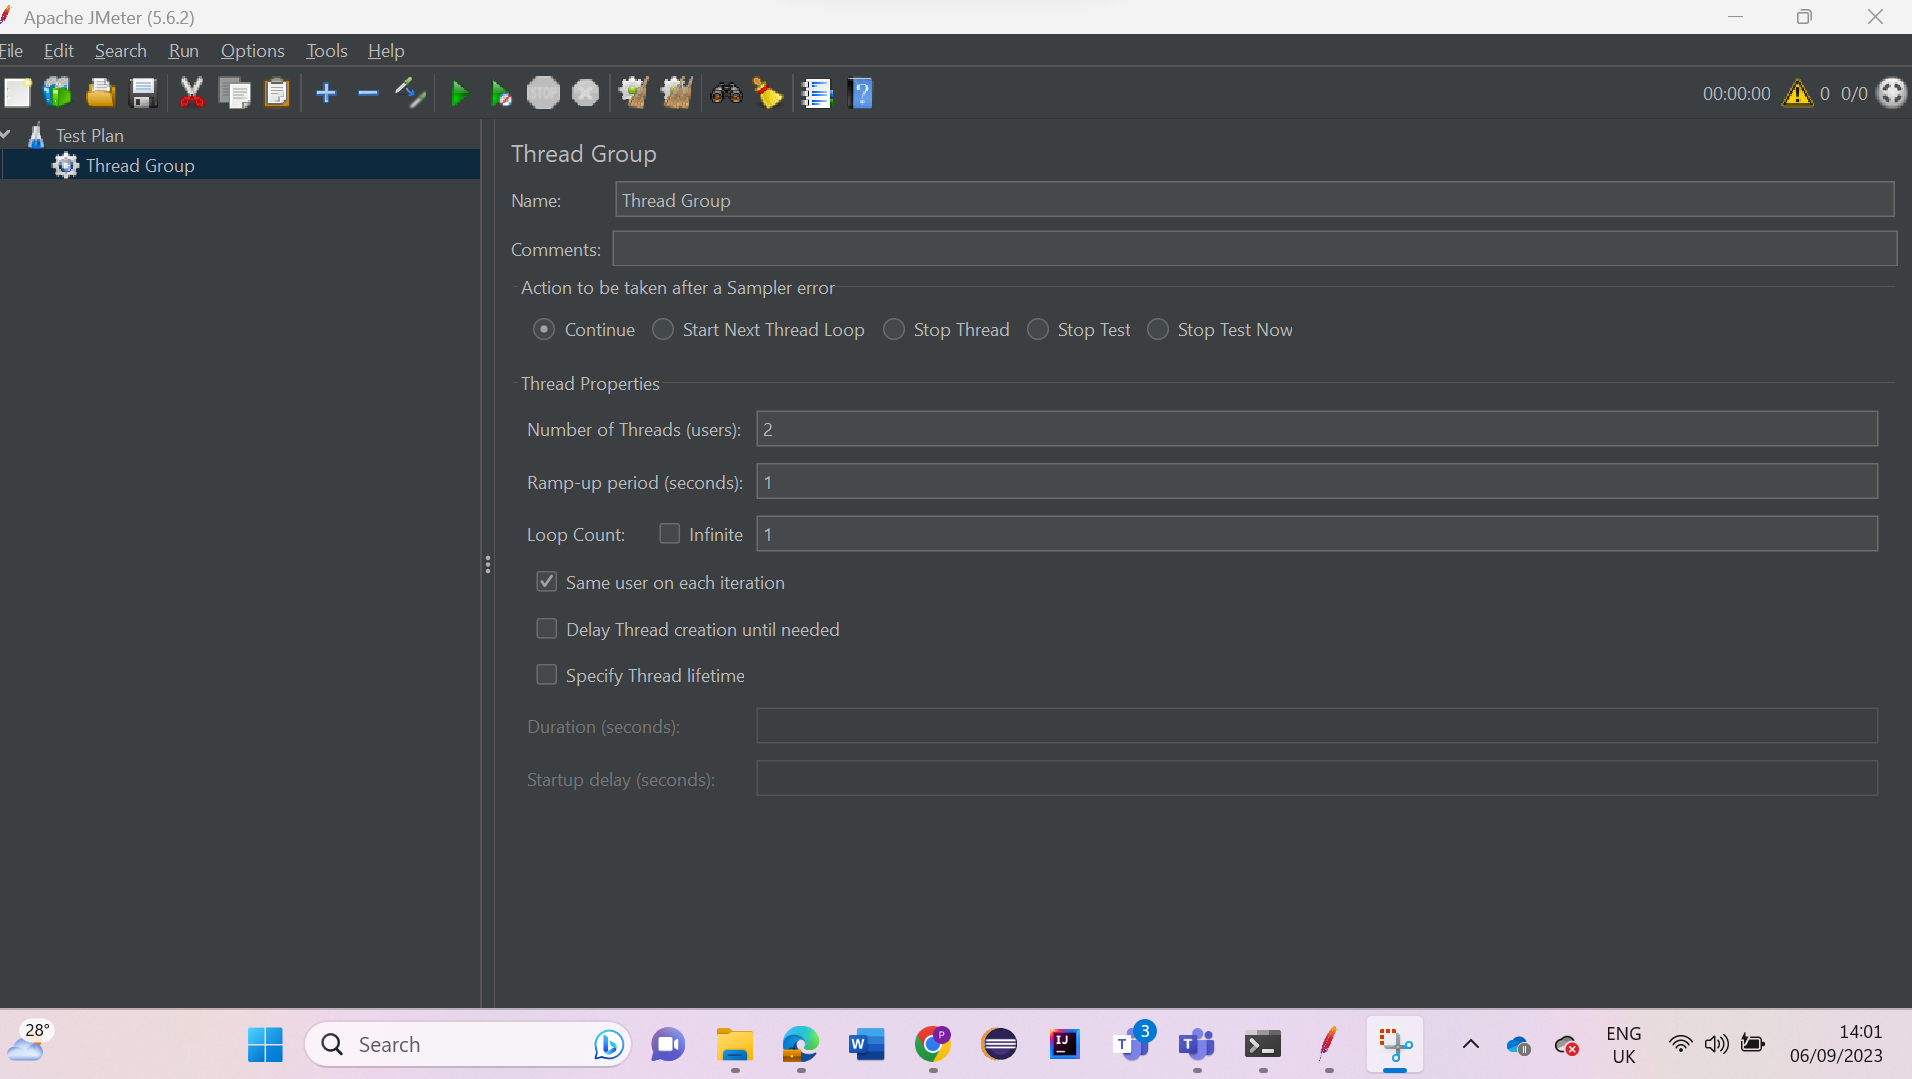 Apache JMeter (5.6.2)
File Edit Search Run Options Tools Help
STOP
?
00:00:00 0 0/0
Test Plan
Thread Group
Thread Group
Name: Thread Group
Comments:
Action to be taken after a Sampler error
Continue Start Next Thread Loop Stop Thread Stop Test Stop Test Now
Thread Properties
Number of Threads (users): 2
Ramp-up period (seconds): 1
Loop Count: Infinite 1
Same user on each iteration
Delay Thread creation until needed
Specify Thread lifetime
Duration (seconds):
Startup delay (seconds):
28°
Search
W
P
IJ
T 3
T
ENG
UK
14:01
06/09/2023